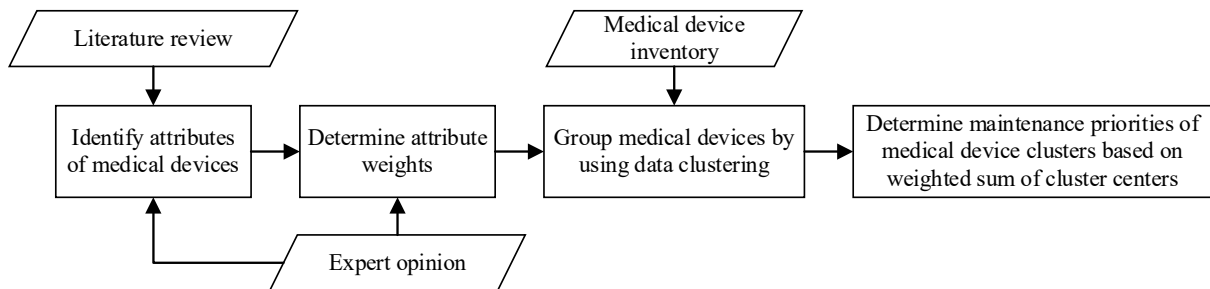 Literature review
Medical device
inventory
Identify attributes
of medical devices
Determine attribute
weights
Group medical devices by
using data clustering
Determine maintenance priorities of
medical device clusters based on
weighted sum of cluster centers
Expert opinion